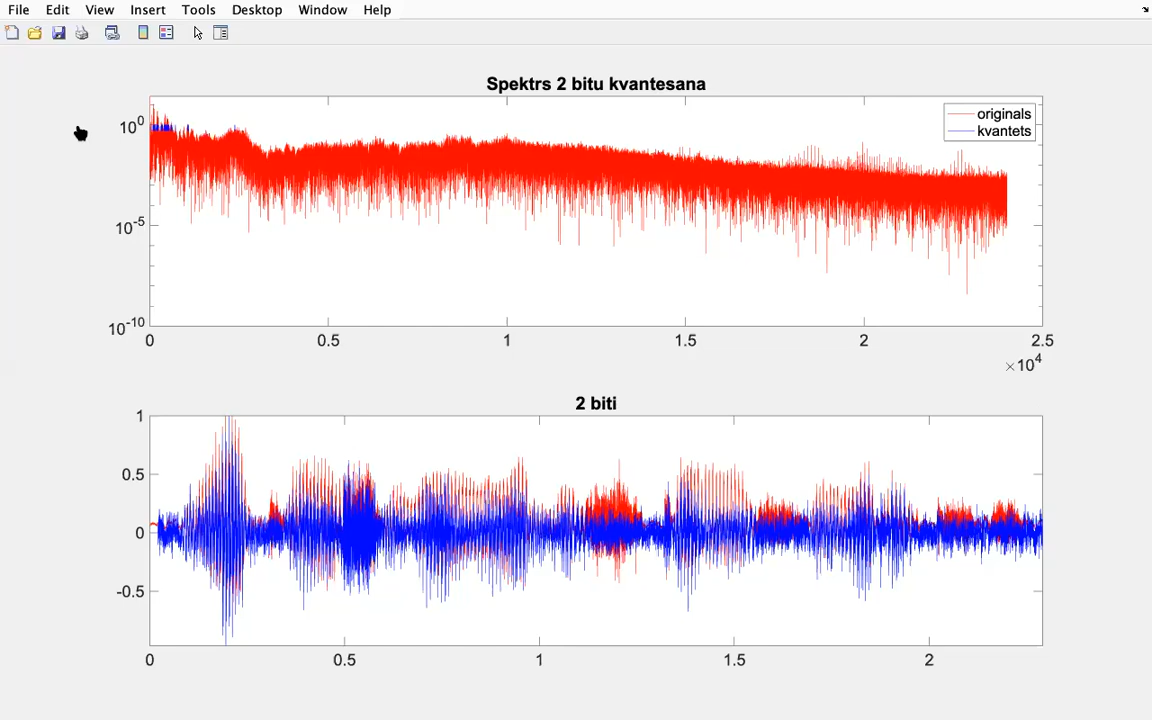 File Edit View Insert Tools Desktop Window Help
Spektrs 2 bitu kvantesana
originals
kvantets
10^0
10^-5
10^-10
0 0.5 1 1.5 2 2.5
×10^4
2 biti
1
0.5
0
-0.5
0 0.5 1 1.5 2